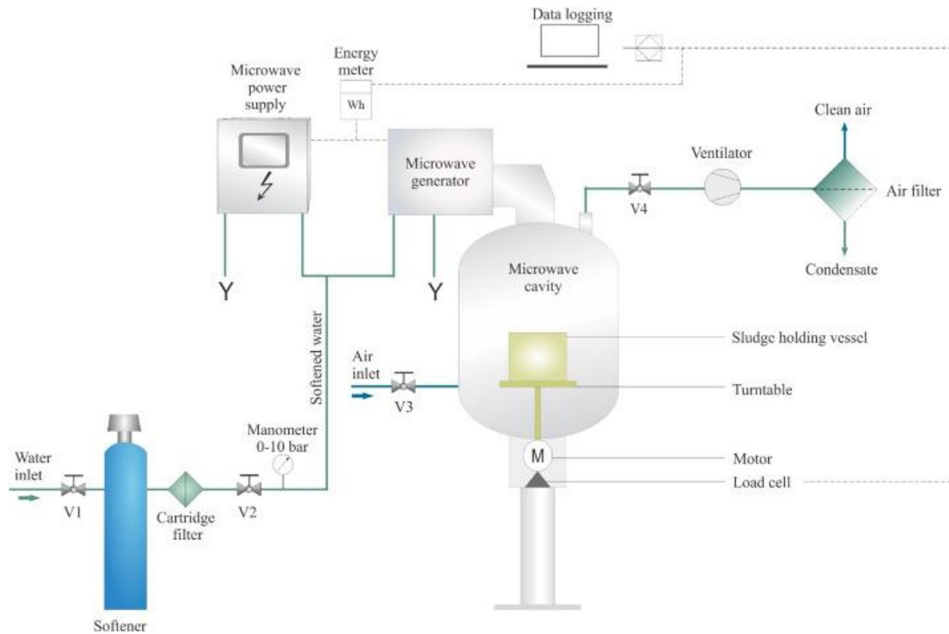 Data logging
Energy
meter
Wh
Microwave
power
supply
Microwave
generator
Clean air
Ventilator
V4
Air filter
Condensate
Microwave
cavity
Y
Y
Softened water
Sludge holding vessel
Air
inlet
V3
Turntable
Manometer
0-10 bar
Water
inlet
V1
Cartridge
filter
V2
M
Motor
Load cell
Softener